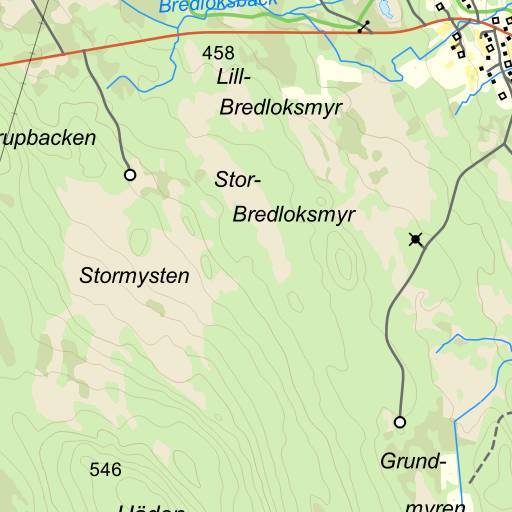 Bredloksbäck
458
Lill-
Bredloksmyr
rupbacken
Stor-
Bredloksmyr
Stormysten
Grund-
546
myren